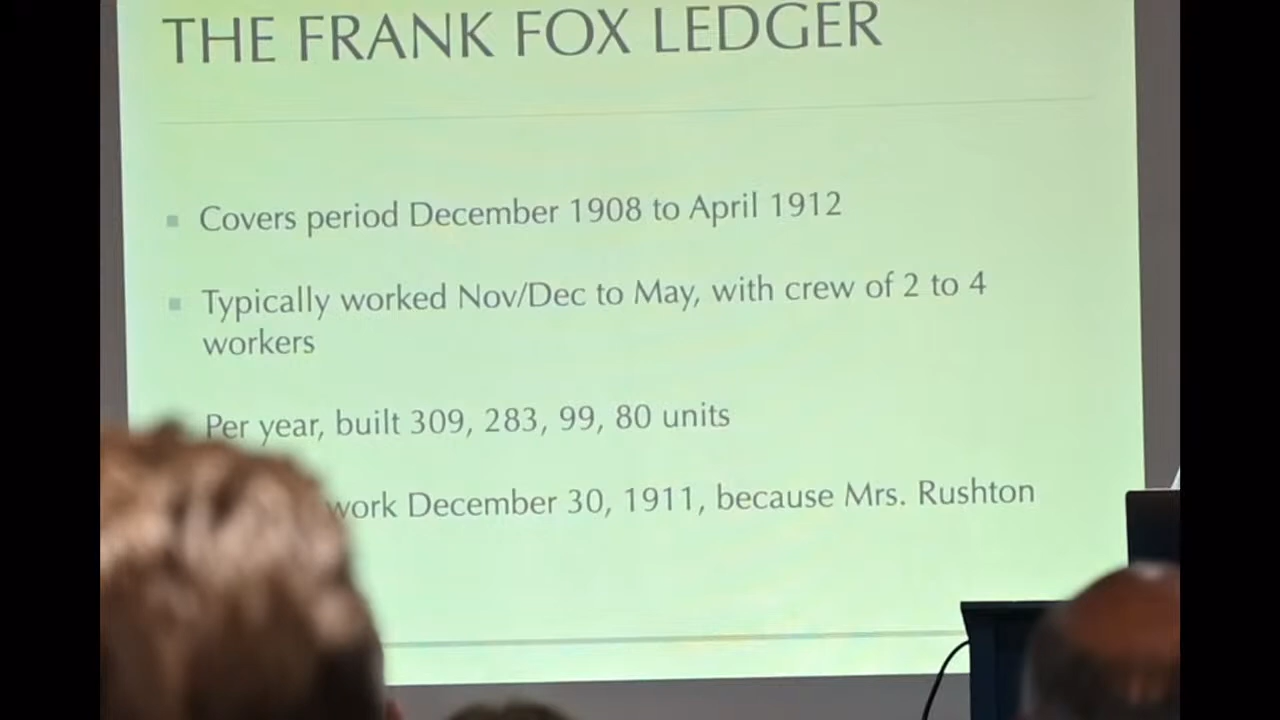 THE FRANK FOX LEDGER
Covers period December 1908 to April 1912
Typically worked Nov/Dec to May, with crew of 2 to 4
workers
Per year, built 309, 283, 99, 80 units
work December 30, 1911, because Mrs. Rushton